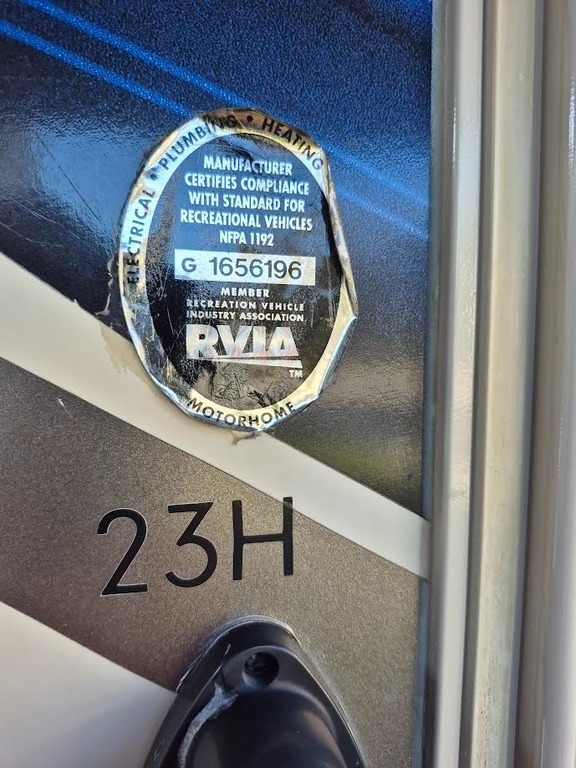 ELECTRICAL • PLUMBING • HEATING
MANUFACTURER
CERTIFIES COMPLIANCE
WITH STANDARD FOR
RECREATIONAL VEHICLES
NFPA 1192
G 1656196
MEMBER
RECREATION VEHICLE
INDUSTRY ASSOCIATION
RVIA
TM
MOTORHOME
23H